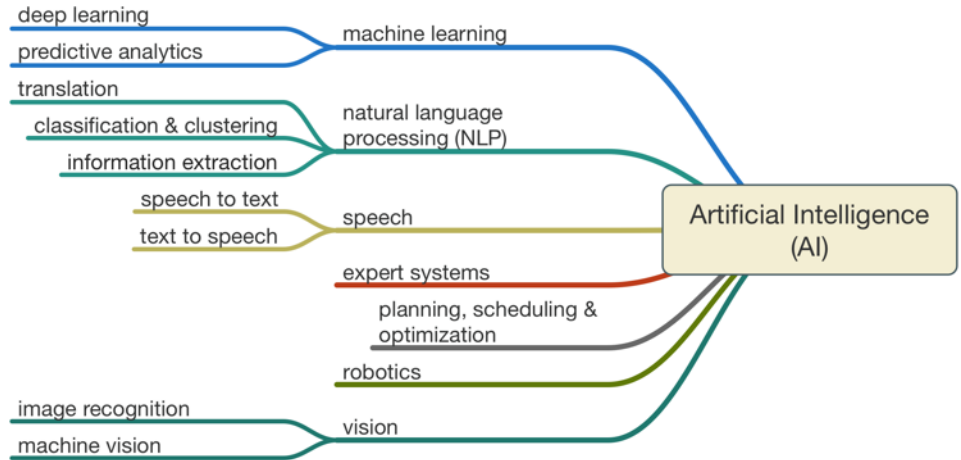 deep learning
machine learning
predictive analytics
translation
natural language
processing (NLP)
classification & clustering
information extraction
speech to text
speech
text to speech
Artificial Intelligence
(AI)
expert systems
planning, scheduling &
optimization
robotics
image recognition
vision
machine vision